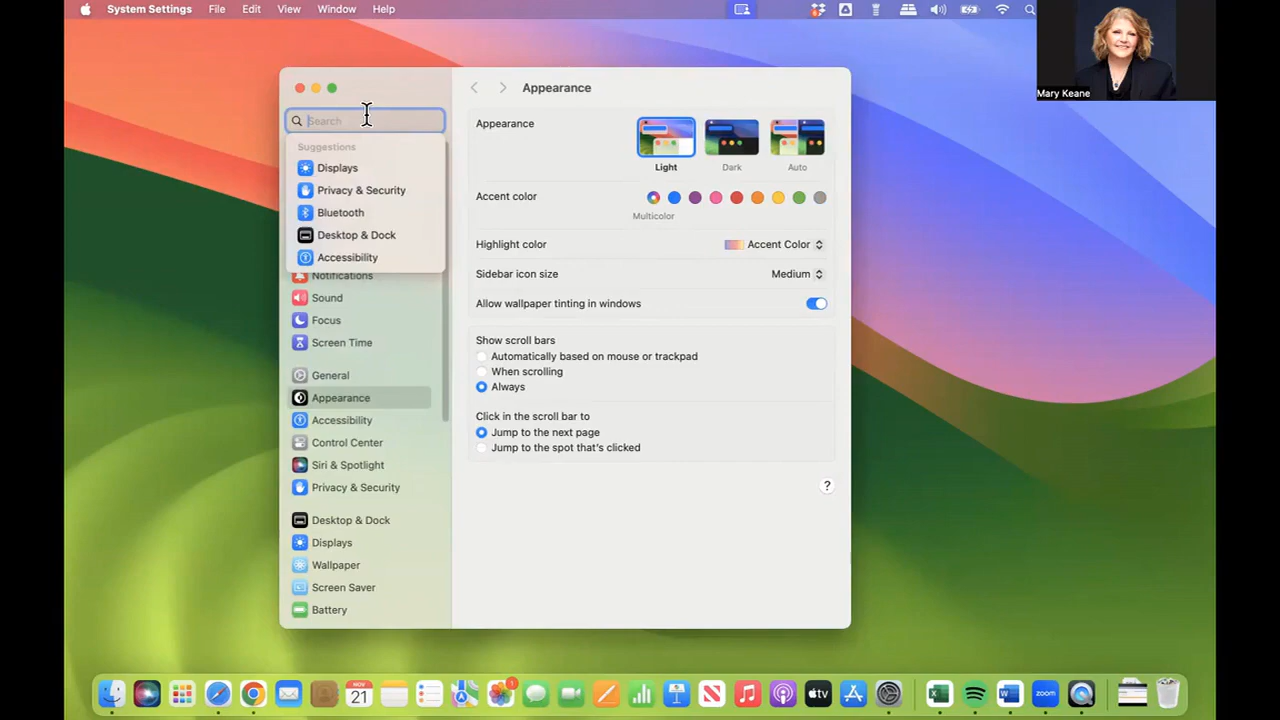 System Settings File Edit View Window Help
Mary Keane
Search
Suggestions
Displays
Privacy & Security
Bluetooth
Desktop & Dock
Accessibility
Notifications
Sound
Focus
Screen Time
General
Appearance
Accessibility
Control Center
Siri & Spotlight
Privacy & Security
Desktop & Dock
Displays
Wallpaper
Screen Saver
Battery
Appearance
Appearance
Light Dark Auto
Accent color
Multicolor
Highlight color Accent Color
Sidebar icon size Medium
Allow wallpaper tinting in windows
Show scroll bars
Automatically based on mouse or trackpad
When scrolling
Always
Click in the scroll bar to
Jump to the next page
Jump to the spot that's clicked
?
NOV
21
1
tv
zoom